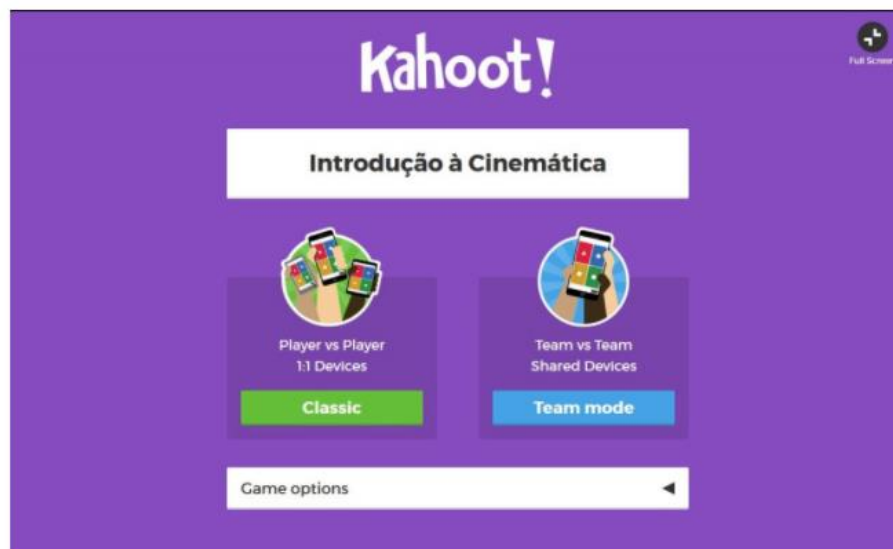 Kahoot!
Full Screen
Introdução à Cinemática
Player vs Player
1:1 Devices
Classic
Team vs Team
Shared Devices
Team mode
Game options